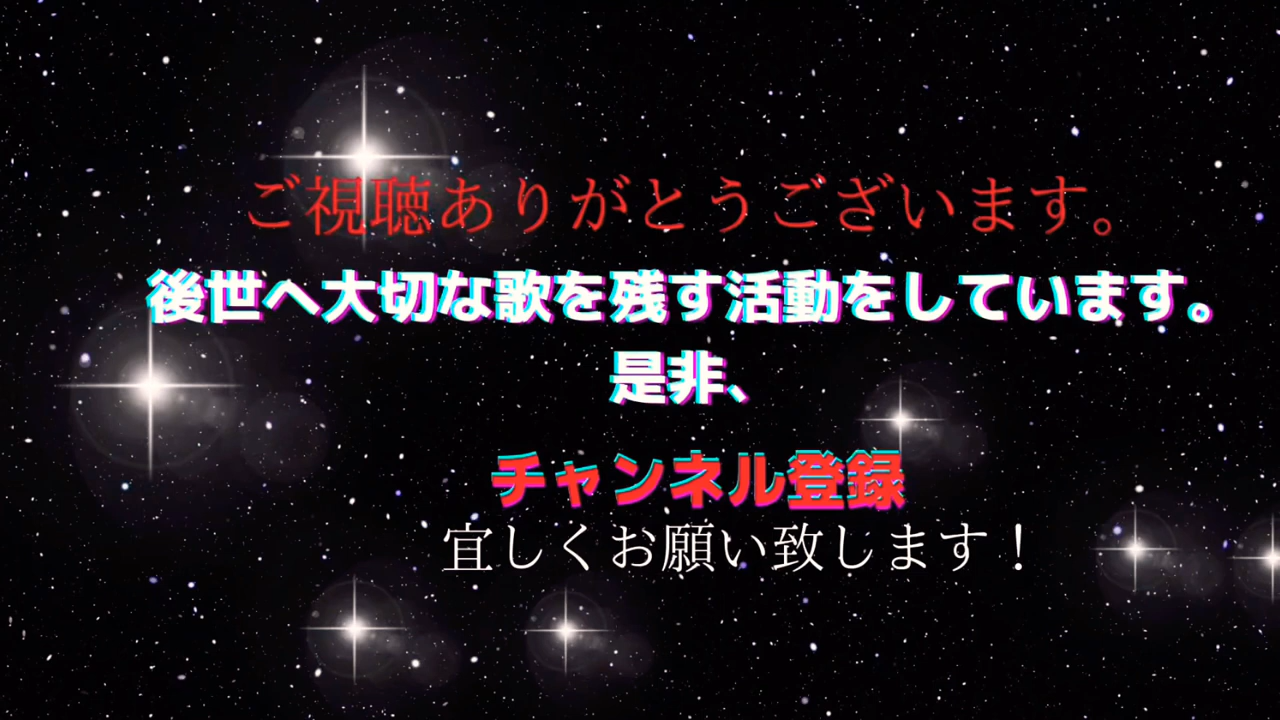 ご視聴ありがとうございます。
後世へ大切な歌を残す活動をしています。
是非、
チャンネル登録
宜しくお願い致します！